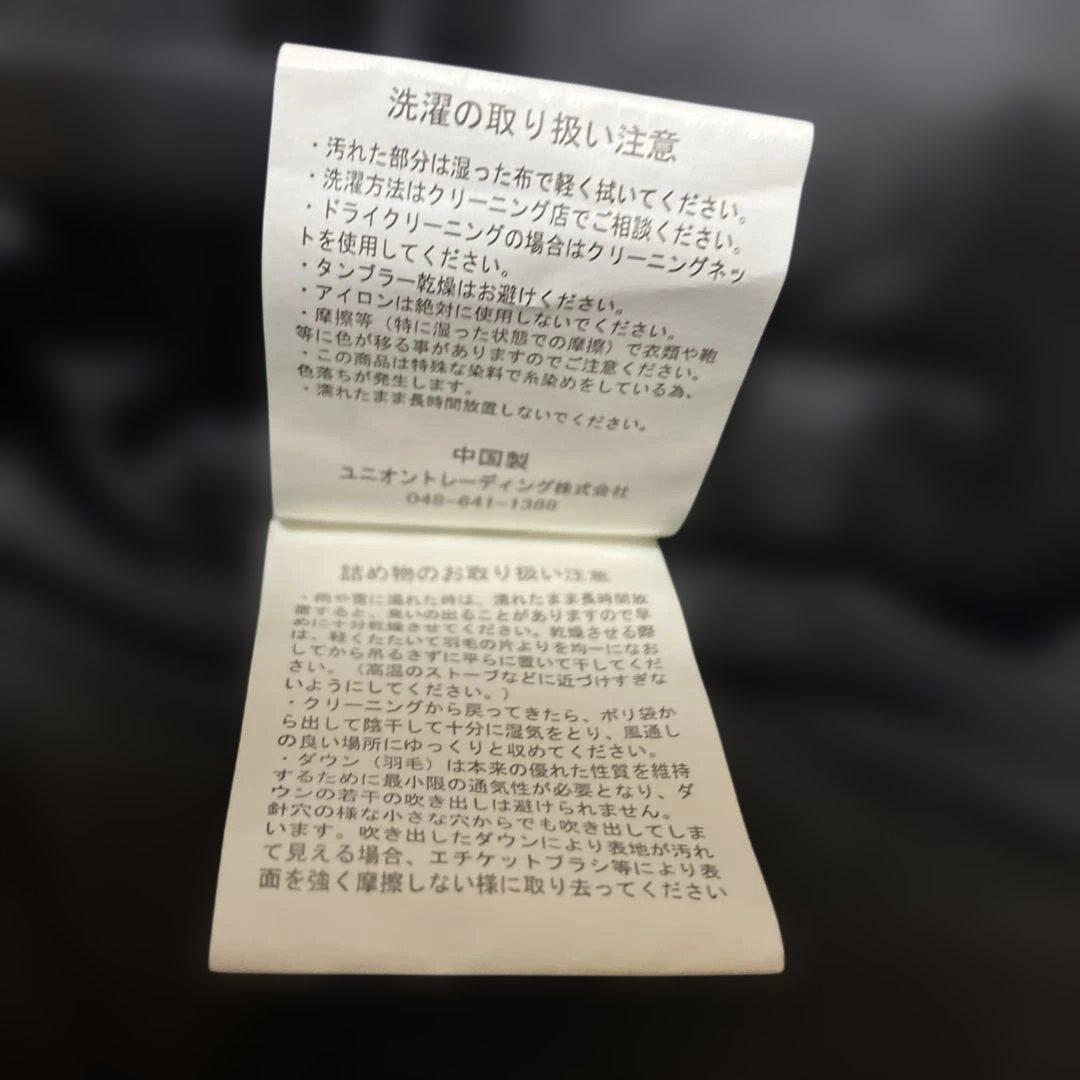 洗濯の取り扱い注意
・汚れた部分は湿った布で軽く拭いてください。
・洗濯方法はクリーニング店でご相談ください。
・ドライクリーニングの場合はクリーニングネッ
トを使用してください。
・タンブラー乾燥はお避けください。
・アイロンは絶対に使用しないでください。
・摩擦等（特に湿った状態での摩擦）で衣類や鞄
等に色が移る事がありますのでご注意ください。
・この商品は特殊な染料で糸染めをしている為、
色落ちが発生します。
・濡れたまま長時間放置しないでください。
中国製
ユニオントレーディング株式会社
048-641-1388
詰め物のお取り扱い注意
・雨や雪に濡れた時は、濡れたまま長時間放
置すると、臭いの出ることがありますので早
めに十分乾燥させてください。乾燥させる際
は、軽くたたいて羽毛の片よりを均一になお
してから吊るさずに平らに置いて干してくだ
さい。（高温のストーブなどに近づけすぎな
いようにしてください。）
・クリーニングから戻ってきたら、ポリ袋か
ら出して陰干して十分に湿気をとり、風通し
の良い場所にゆっくりと収めてください。
・ダウン（羽毛）は本来の優れた性質を維持
するために最小限の通気性が必要となり、ダ
ウンの若干の吹き出しは避けられません。
針穴の様な小さな穴からでも吹き出してしま
います。吹き出したダウンにより表地が汚れ
て見える場合、エチケットブラシ等により表
面を強く摩擦しない様に取り去ってください